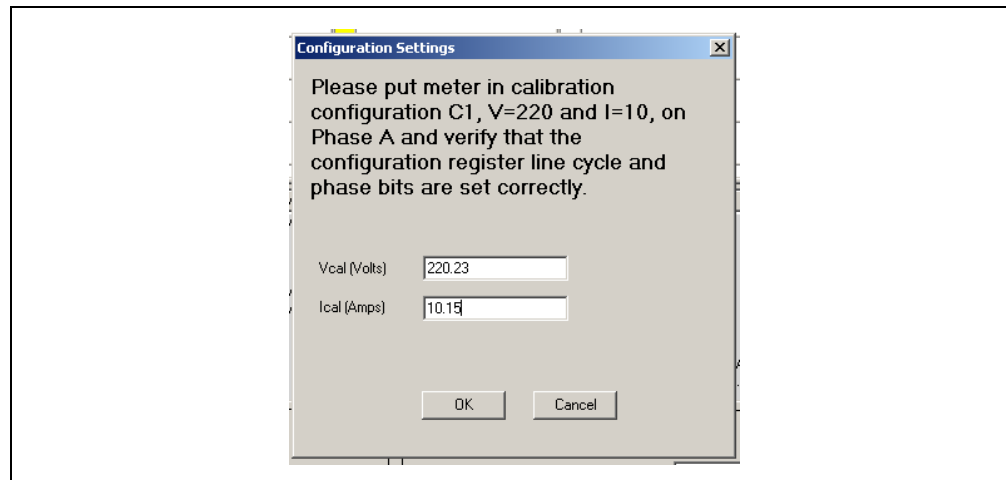 Configuration Settings
Please put meter in calibration
configuration C1, V=220 and I=10, on
Phase A and verify that the
configuration register line cycle and
phase bits are set correctly.
Vcal (Volts) 220.23
Ical (Amps) 10.15
OK Cancel